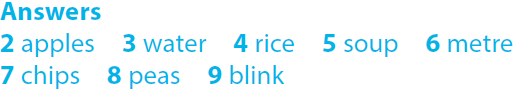 Answers
2 apples 3 water 4 rice 5 soup 6 metre
7 chips 8 peas 9 blink